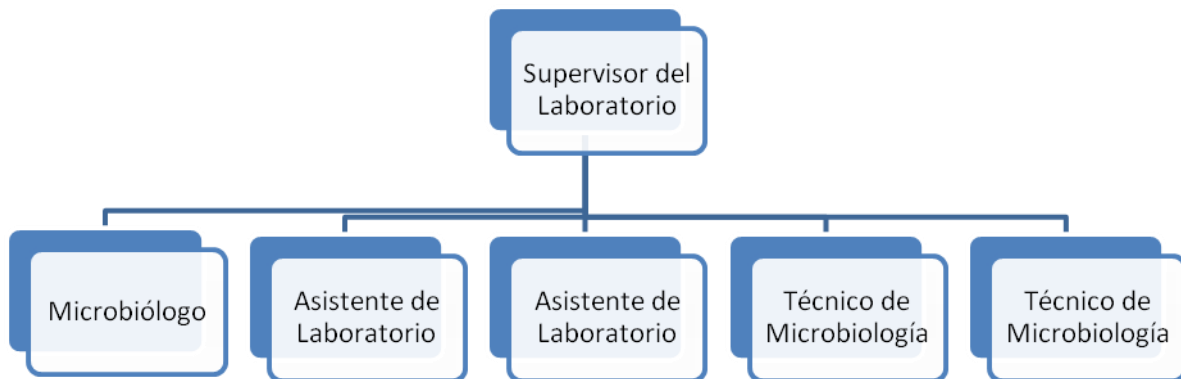 Supervisor del
Laboratorio
Microbiólogo
Asistente de
Laboratorio
Asistente de
Laboratorio
Técnico de
Microbiología
Técnico de
Microbiología